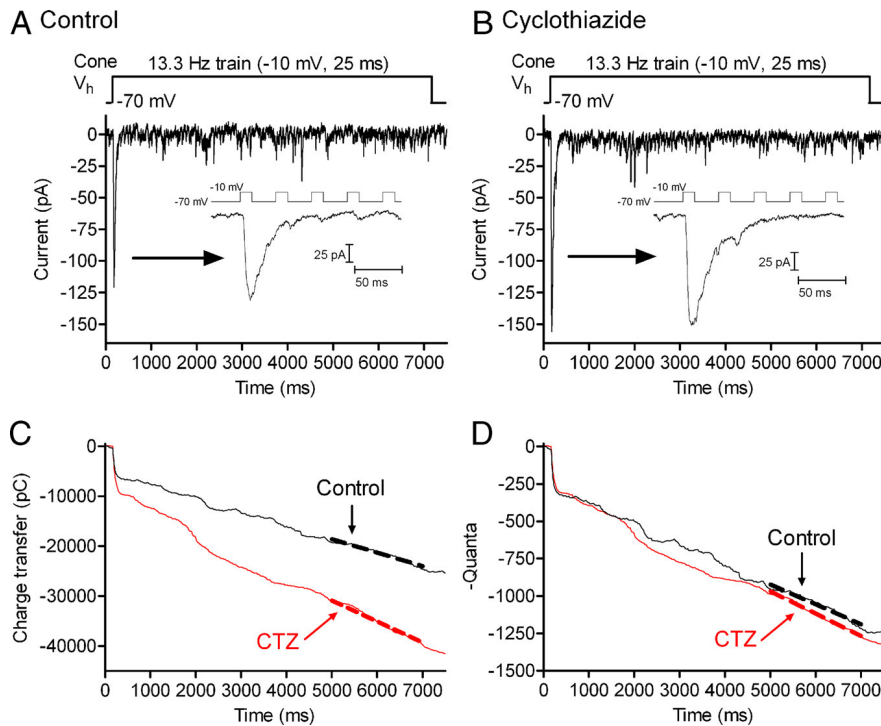 A Control
Cone
Vh
13.3 Hz train (-10 mV, 25 ms)
-70 mV
Current (pA)
0
-25
-50
-75
-100
-125
-150
-10 mV
-70 mV
25 pA
50 ms
0 1000 2000 3000 4000 5000 6000 7000
Time (ms)
B Cyclothiazide
Cone
Vh
13.3 Hz train (-10 mV, 25 ms)
-70 mV
Current (pA)
0
-25
-50
-75
-100
-125
-150
-10 mV
-70 mV
25 pA
50 ms
0 1000 2000 3000 4000 5000 6000 7000
Time (ms)
C
Charge transfer (pC)
0
-10000
-20000
-30000
-40000
Control
CTZ
0 1000 2000 3000 4000 5000 6000 7000
Time (ms)
D
-Quanta
0
-250
-500
-750
-1000
-1250
-1500
Control
CTZ
0 1000 2000 3000 4000 5000 6000 7000
Time (ms)